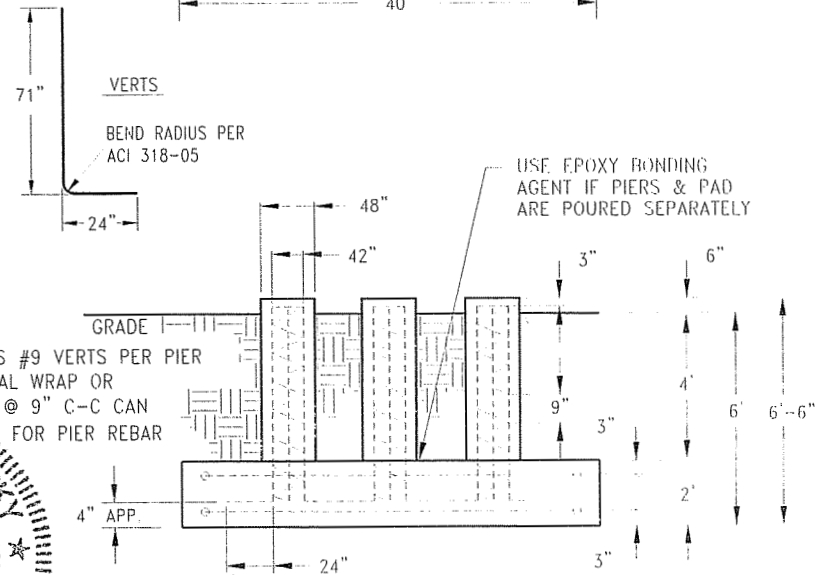 40
71"
VERTS
BEND RADIUS PER
ACI 318-05
24"
USE EPOXY BONDING
AGENT IF PIERS & PAD
ARE POURED SEPARATELY
48"
42"
3"
6"
GRADE
#9 VERTS PER PIER
WRAP OR
@ 9" C-C CAN
FOR PIER REBAR
9"
4'
6'
6'-6"
3"
2'
4" APP.
24"
3"